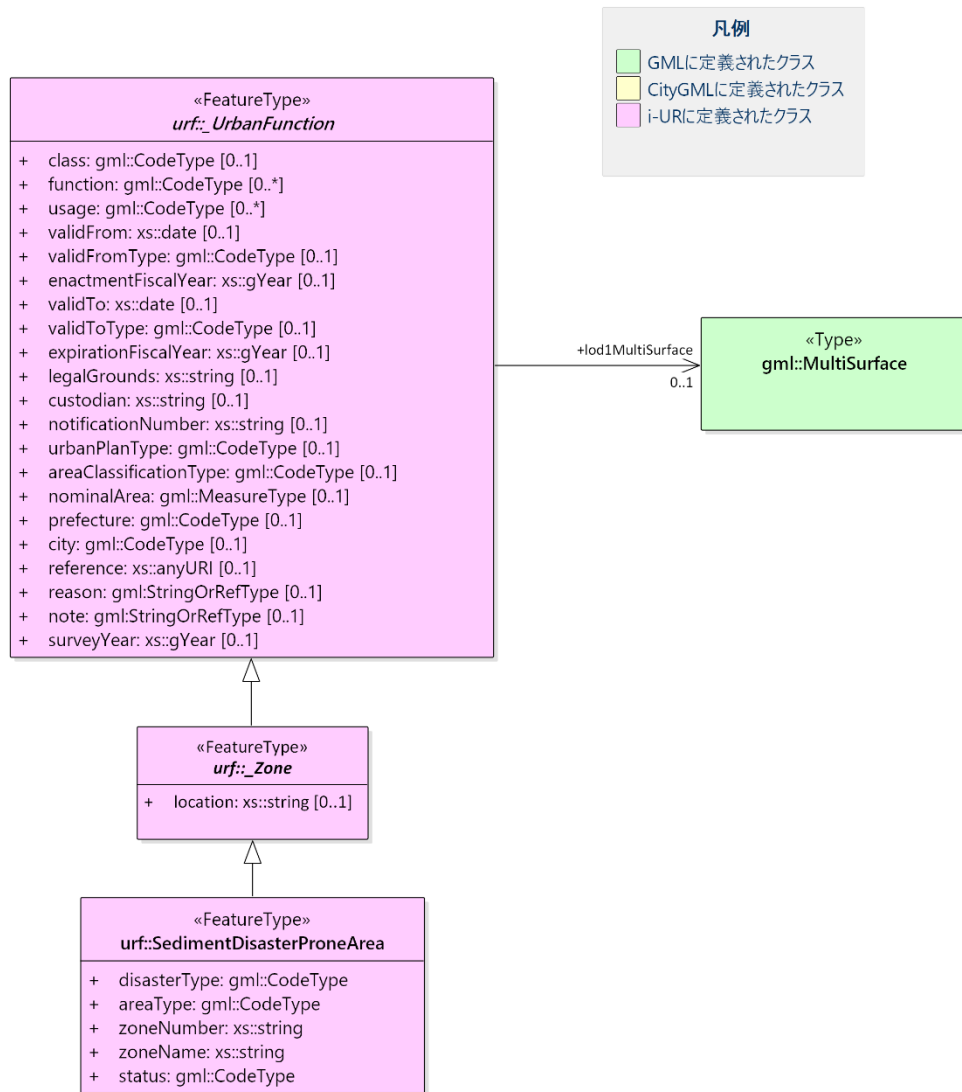 凡例
GMLに定義されたクラス
CityGMLに定義されたクラス
i-URに定義されたクラス
«FeatureType»
urf::_UrbanFunction
+ class: gml::CodeType [0..1]
+ function: gml::CodeType [0..*]
+ usage: gml::CodeType [0..*]
+ validFrom: xs::date [0..1]
+ validFromType: gml::CodeType [0..1]
+ enactmentFiscalYear: xs::gYear [0..1]
+ validTo: xs::date [0..1]
+ validToType: gml::CodeType [0..1]
+ expirationFiscalYear: xs::gYear [0..1]
+ legalGrounds: xs::string [0..1]
+ custodian: xs::string [0..1]
+ notificationNumber: xs::string [0..1]
+ urbanPlanType: gml::CodeType [0..1]
+ areaClassificationType: gml::CodeType [0..1]
+ nominalArea: gml::MeasureType [0..1]
+ prefecture: gml::CodeType [0..1]
+ city: gml::CodeType [0..1]
+ reference: xs::anyURI [0..1]
+ reason: gml:StringOrRefType [0..1]
+ note: gml:StringOrRefType [0..1]
+ surveyYear: xs::gYear [0..1]
+lod1MultiSurface
0..1
«Type»
gml::MultiSurface
«FeatureType»
urf::_Zone
+ location: xs::string [0..1]
«FeatureType»
urf::SedimentDisasterProneArea
+ disasterType: gml::CodeType
+ areaType: gml::CodeType
+ zoneNumber: xs::string
+ zoneName: xs::string
+ status: gml::CodeType